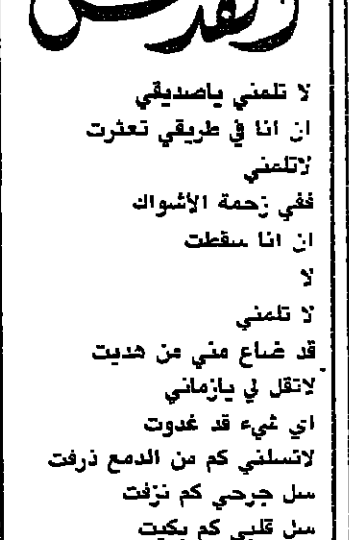 القدس
لا تلمني ياصديقي
ان انا في طريقي تعثرت
لاتلمني
ففي زحمة الأشواك
ان انا سقطت
لا
لا تلمني
قد ضاع مني من هديت
لاتقل لي يازماني
اي شيء قد غدوت
لاتسلني كم من الدمع ذرفت
سل جرحي كم نزفت
سل قلبي كم بكيت